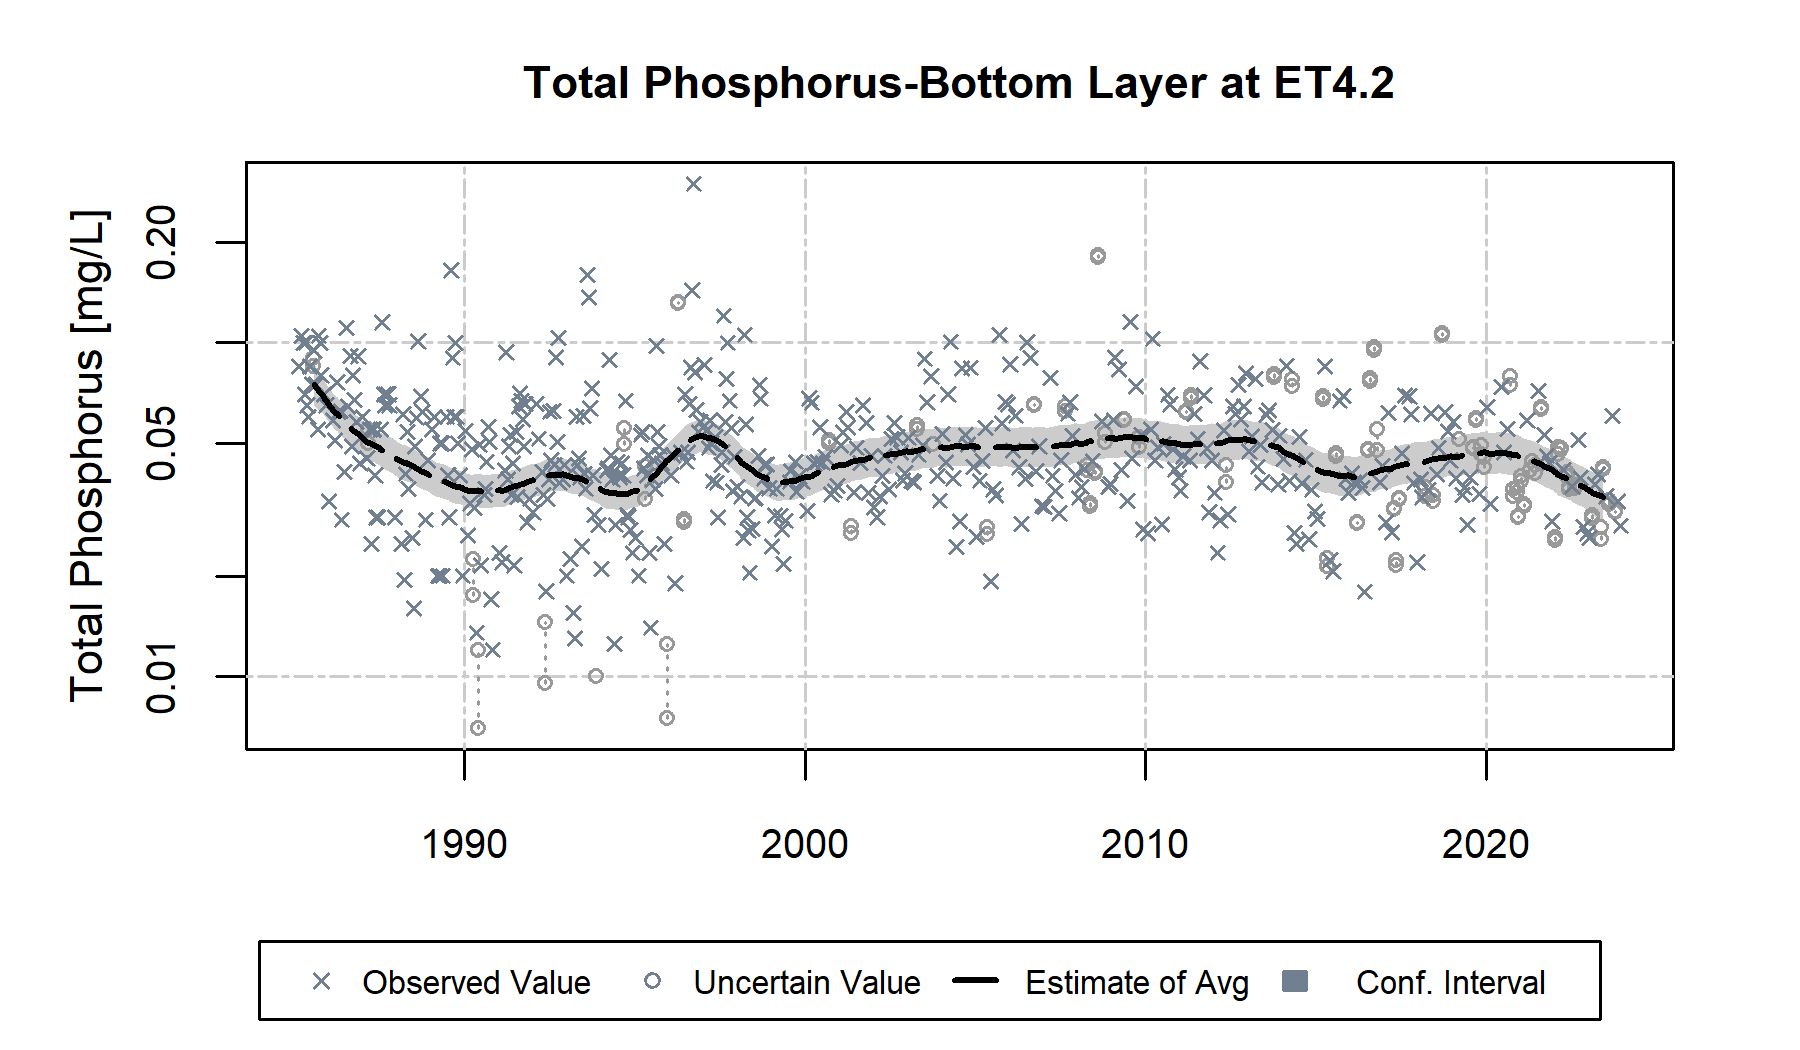 Total Phosphorus-Bottom Layer at ET4.2
Total Phosphorus [mg/L]
0.20
0.05
0.01
1990 2000 2010 2020
Observed Value Uncertain Value Estimate of Avg Conf. Interval